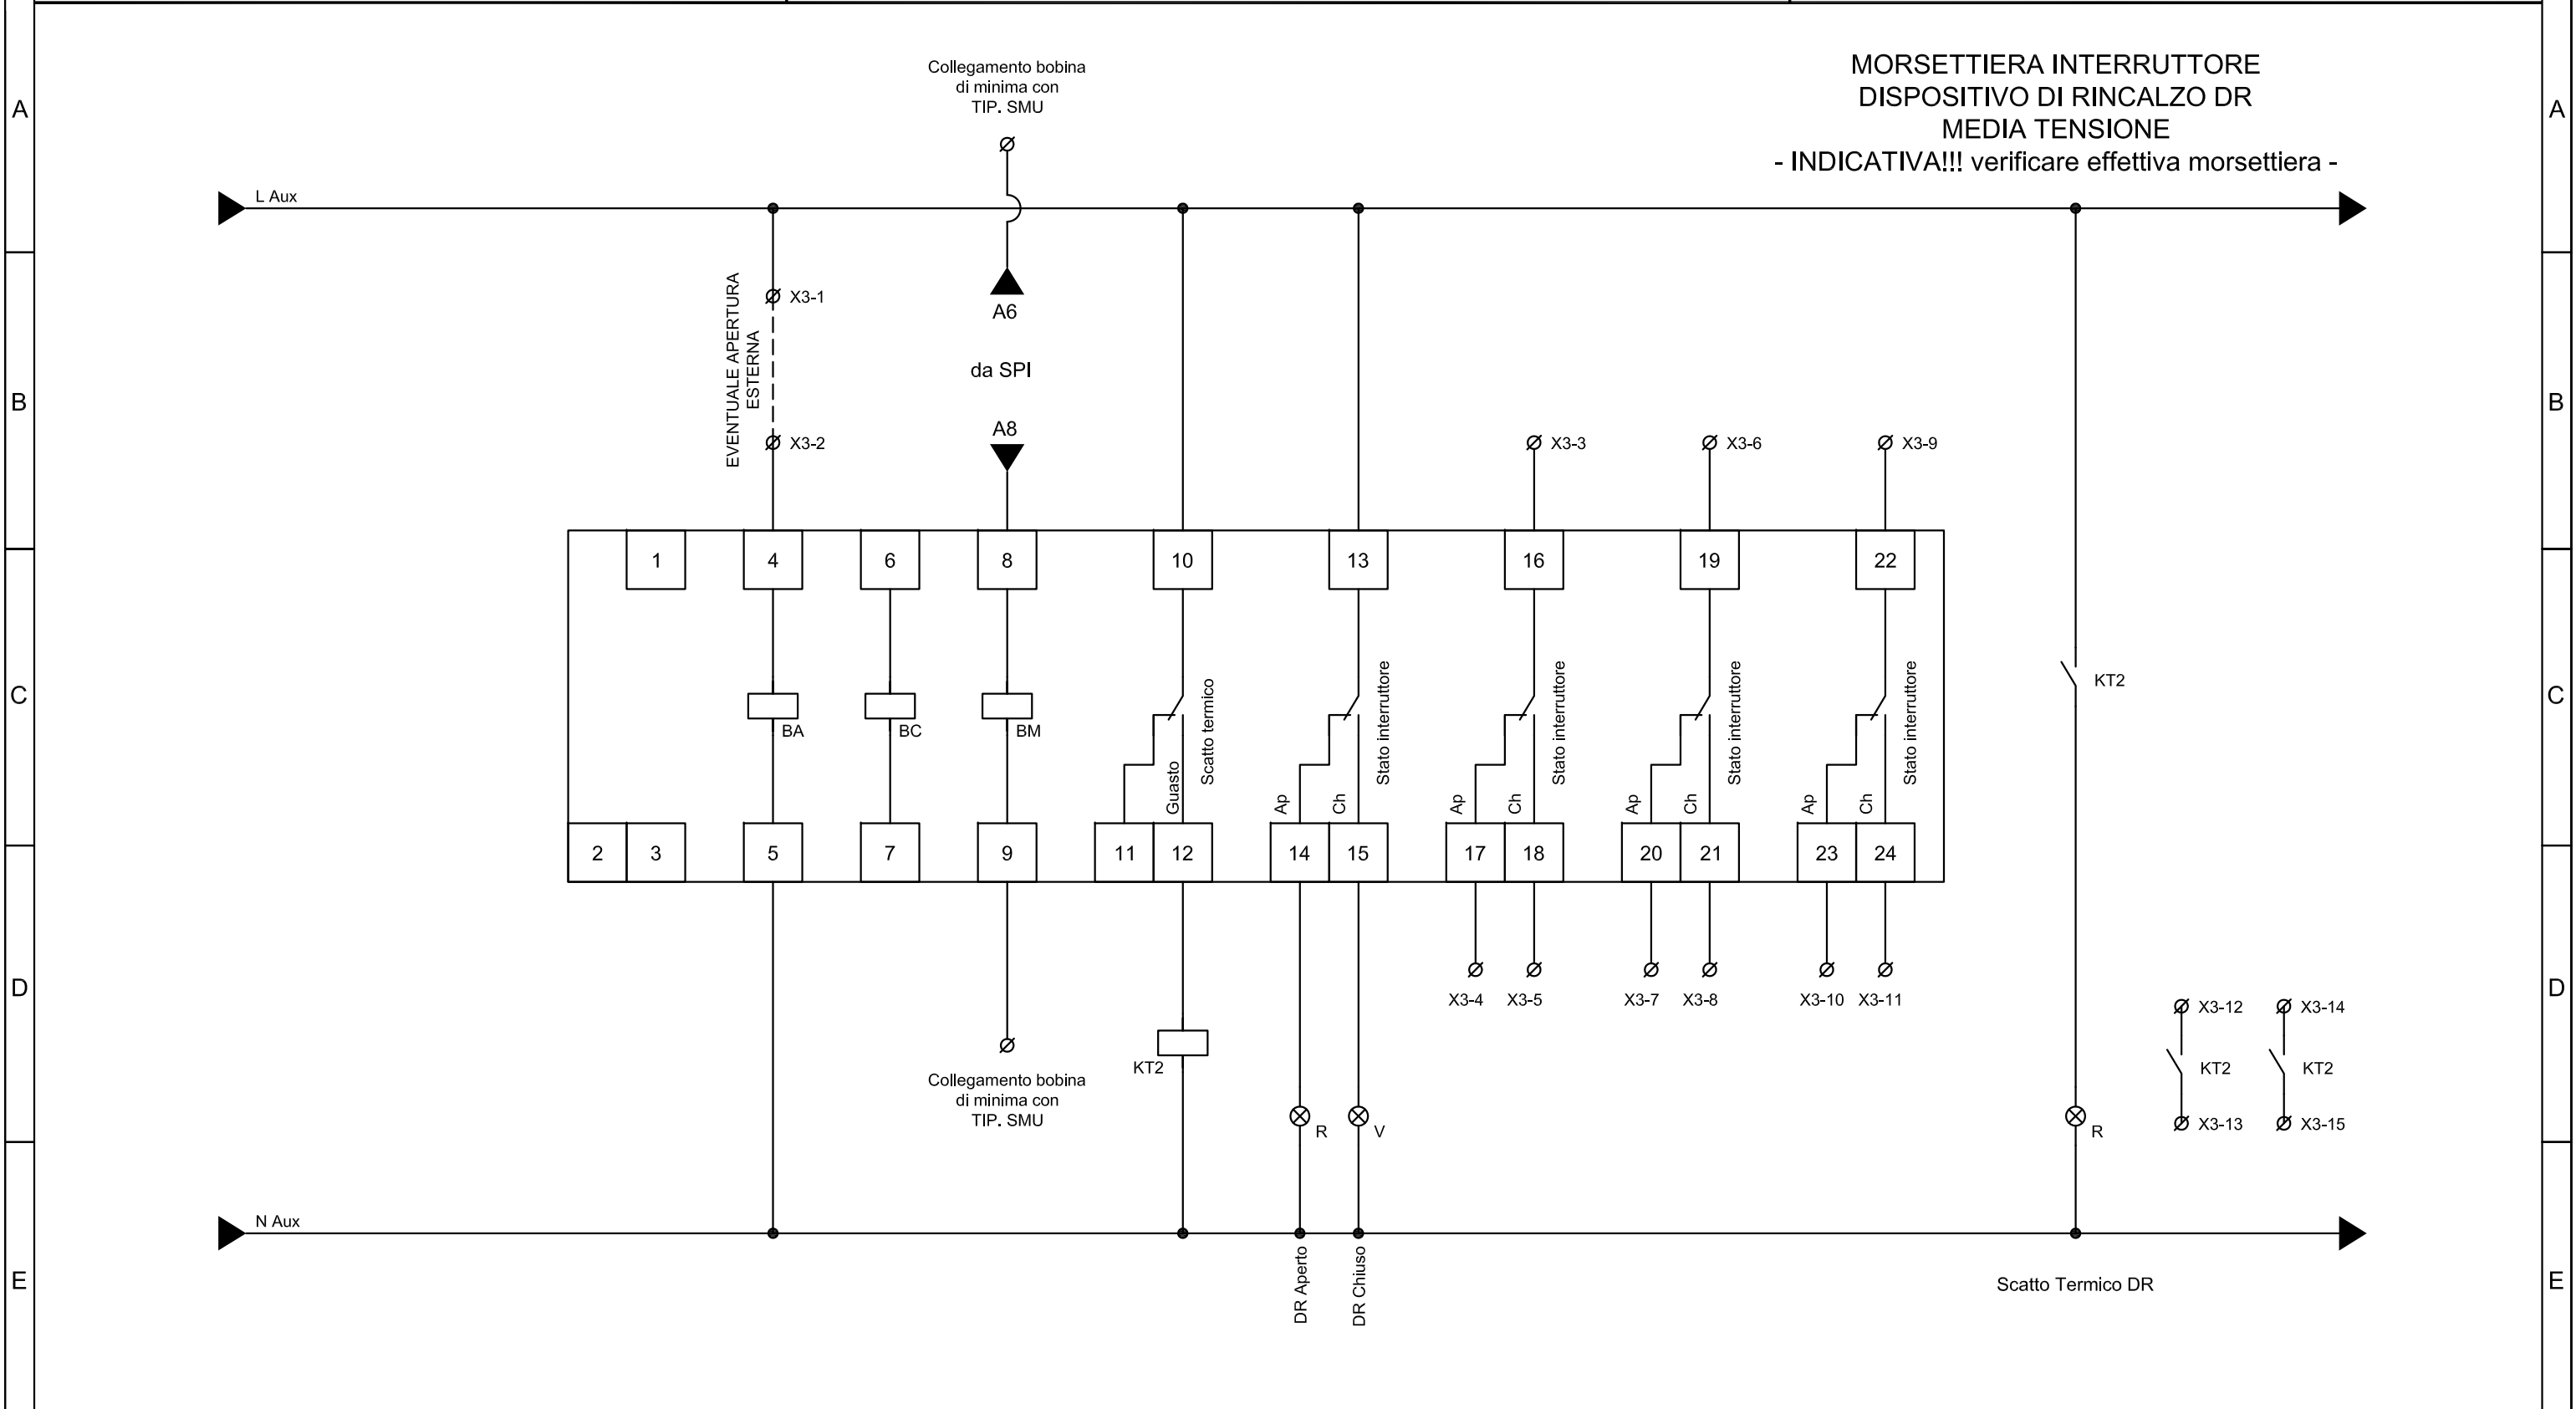 Collegamento bobina
di minima con
TIP. SMU
MORSETTIERA INTERRUTTORE
DISPOSITIVO DI RINCALZO DR
MEDIA TENSIONE
- INDICATIVA!!! verificare effettiva morsettiera -
A
A
L Aux
EVENTUALE APERTURA
ESTERNA
X3-1
X3-2
A6
da SPI
A8
B
B
X3-3
X3-6
X3-9
1
4
6
8
10
13
16
19
22
C
C
BA
BC
BM
Guasto
Scatto termico
Ap
Ch
Stato interruttore
Ap
Ch
Stato interruttore
Ap
Ch
Stato interruttore
Ap
Ch
Stato interruttore
KT2
2
3
5
7
9
11
12
14
15
17
18
20
21
23
24
D
D
X3-4
X3-5
X3-7
X3-8
X3-10
X3-11
X3-12
X3-14
KT2
KT2
KT2
X3-13
X3-15
Collegamento bobina
di minima con
TIP. SMU
R
V
R
N Aux
E
E
DR Aperto
DR Chiuso
Scatto Termico DR